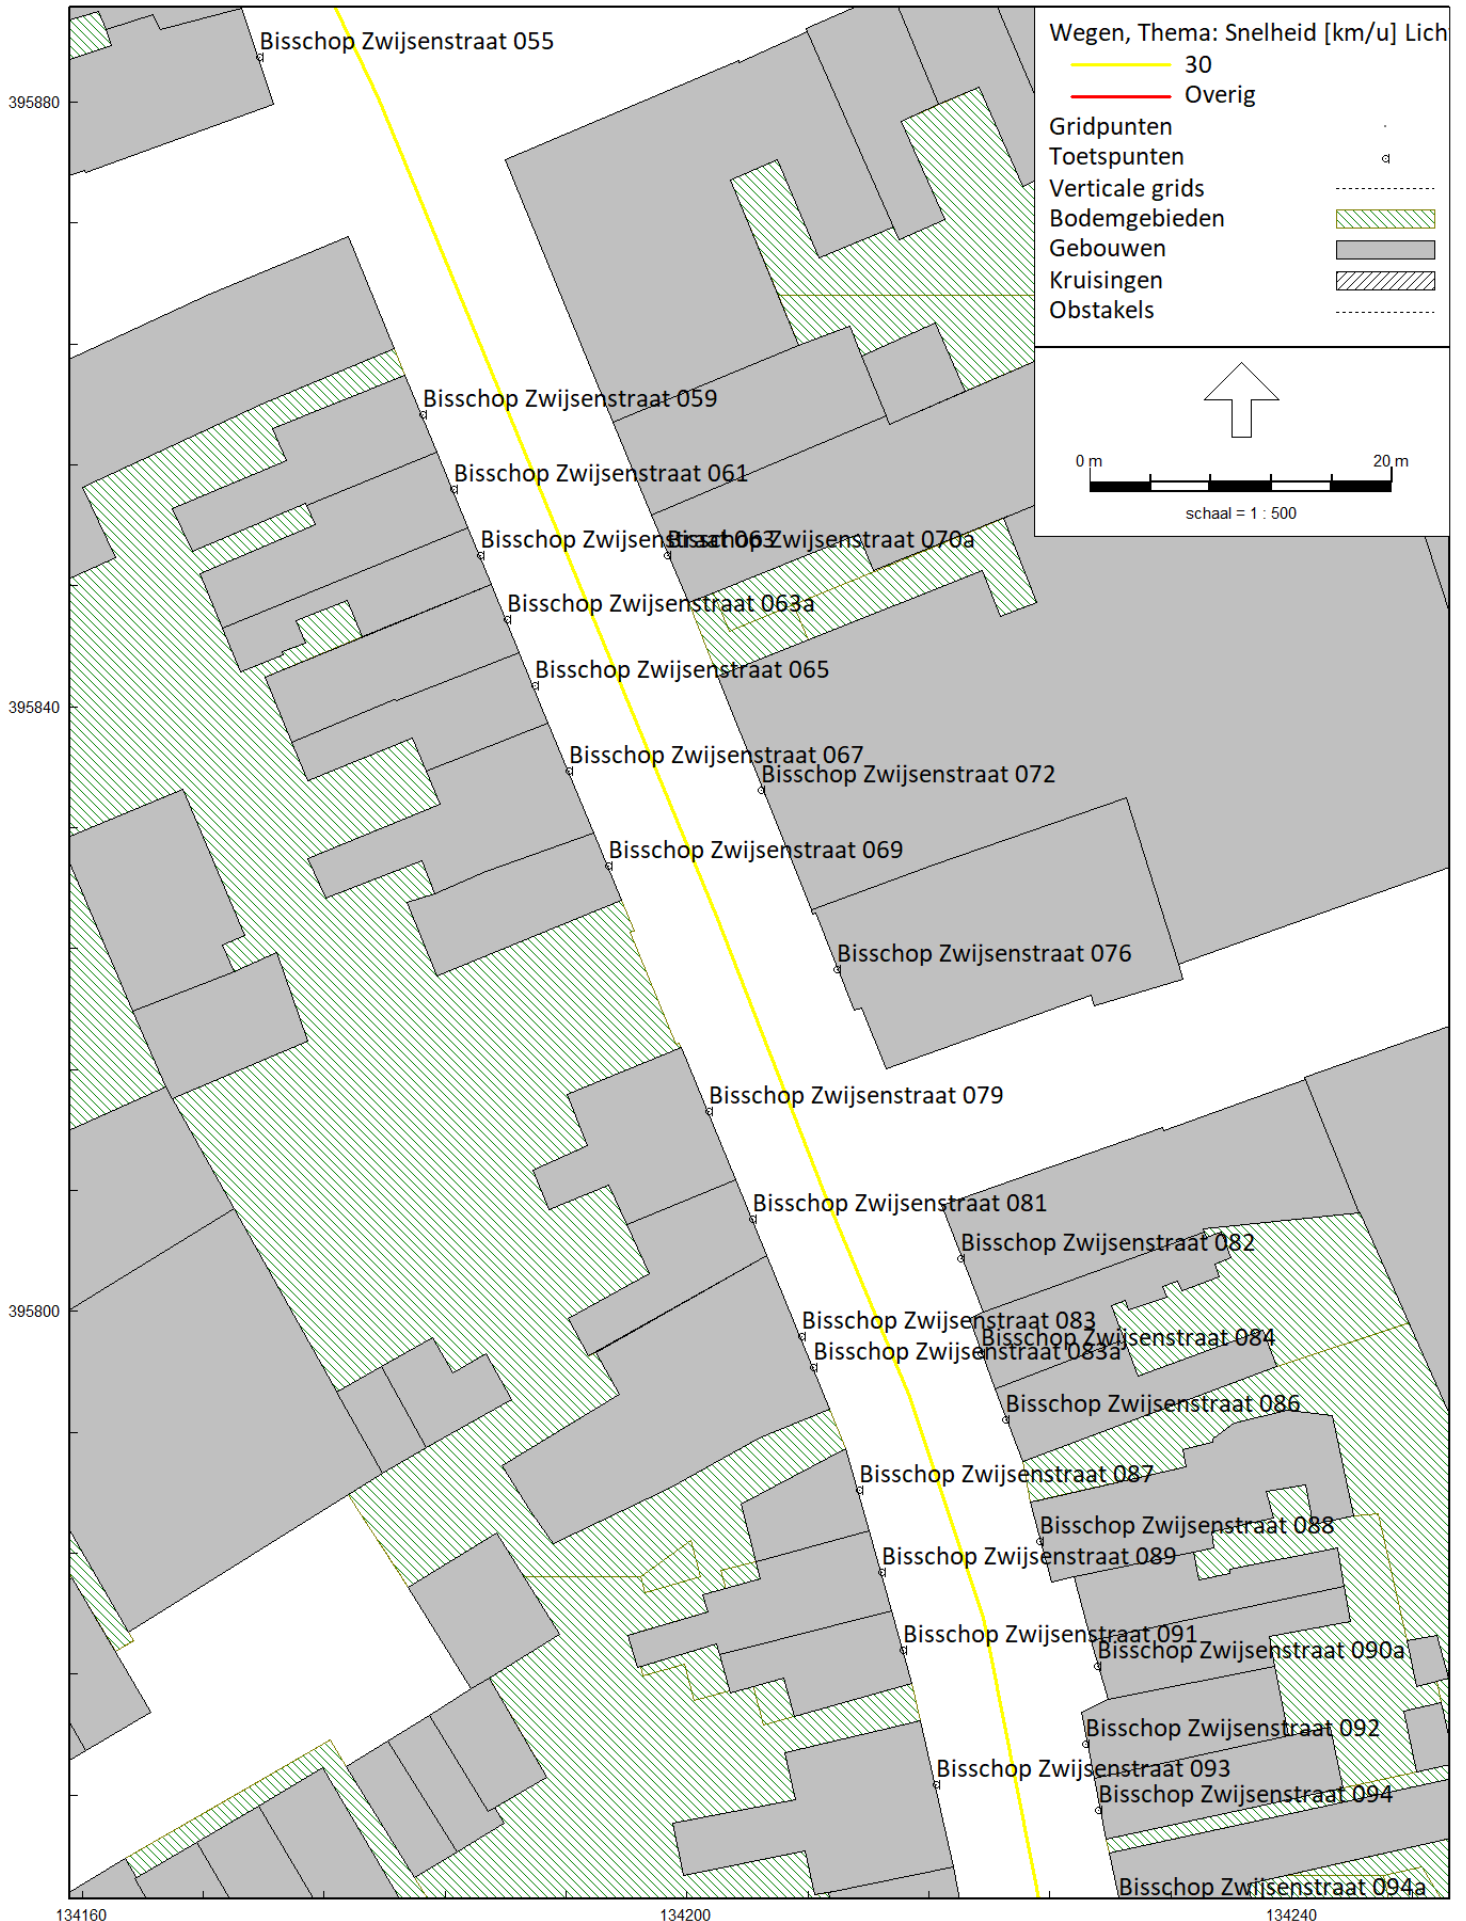 Wegen, Thema: Snelheid [km/u] Lich
30
Overig
Gridpunten
Toetspunten
Verticale grids
Bodemgebieden
Gebouwen
Kruisingen
Obstakels
0 m 20 m
schaal = 1 : 500
Bisschop Zwijsenstraat 055
395880
Bisschop Zwijsenstraat 059
Bisschop Zwijsenstraat 061
Bisschop Zwijsenstraat 063
Bisschop Zwijsenstraat 070a
Bisschop Zwijsenstraat 063a
Bisschop Zwijsenstraat 065
395840
Bisschop Zwijsenstraat 067
Bisschop Zwijsenstraat 072
Bisschop Zwijsenstraat 069
Bisschop Zwijsenstraat 076
Bisschop Zwijsenstraat 079
Bisschop Zwijsenstraat 081
Bisschop Zwijsenstraat 082
395800
Bisschop Zwijsenstraat 083
Bisschop Zwijsenstraat 084
Bisschop Zwijsenstraat 083a
Bisschop Zwijsenstraat 086
Bisschop Zwijsenstraat 087
Bisschop Zwijsenstraat 088
Bisschop Zwijsenstraat 089
Bisschop Zwijsenstraat 091
Bisschop Zwijsenstraat 090a
Bisschop Zwijsenstraat 092
Bisschop Zwijsenstraat 093
Bisschop Zwijsenstraat 094
Bisschop Zwijsenstraat 094a
134160 134200 134240